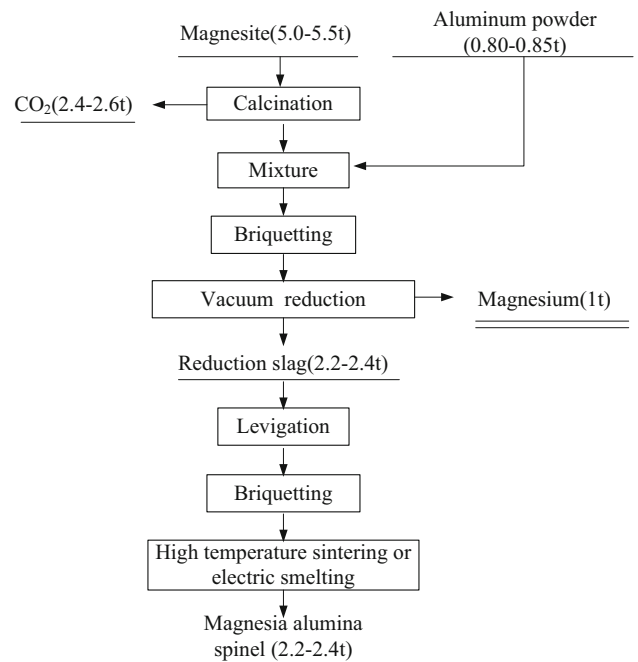 Magnesite(5.0-5.5t)
Aluminum powder
(0.80-0.85t)
CO₂(2.4-2.6t)
Calcination
Mixture
Briquetting
Vacuum reduction
Magnesium(1t)
Reduction slag(2.2-2.4t)
Levigation
Briquetting
High temperature sintering or
electric smelting
Magnesia alumina
spinel (2.2-2.4t)